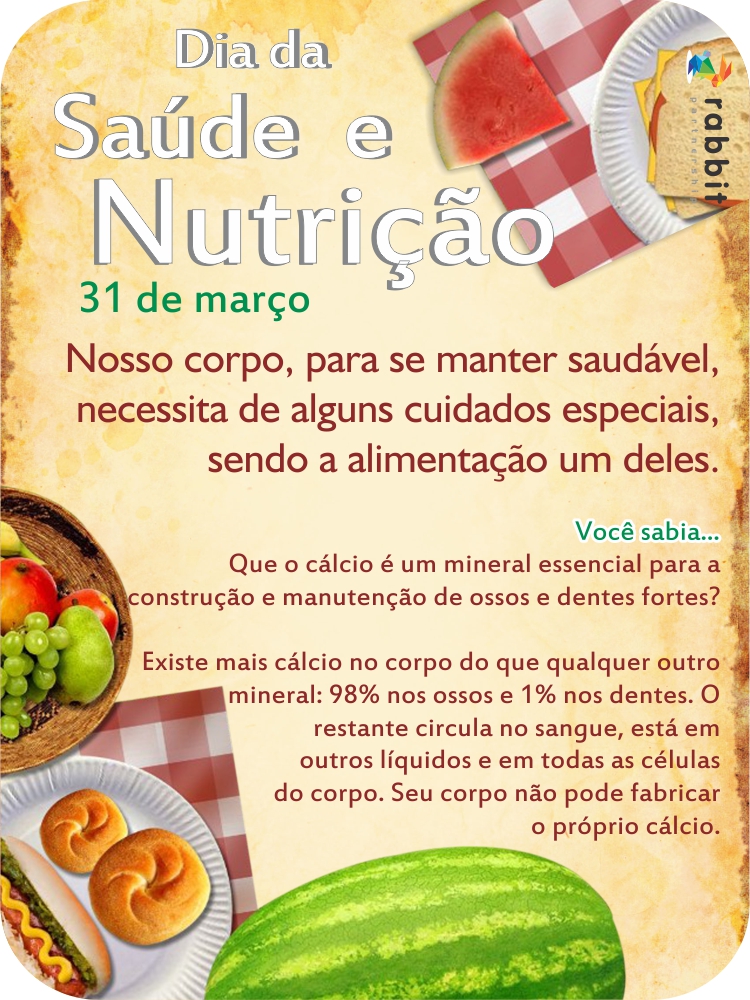 Dia da
Saúde e
Nutrição
31 de março
Nosso corpo, para se manter saudável,
necessita de alguns cuidados especiais,
sendo a alimentação um deles.
Você sabia...
Que o cálcio é um mineral essencial para a
construção e manutenção de ossos e dentes fortes?
Existe mais cálcio no corpo do que qualquer outro
mineral: 98% nos ossos e 1% nos dentes. O
restante circula no sangue, está em
outros líquidos e em todas as células
do corpo. Seu corpo não pode fabricar
o próprio cálcio.
rabbit